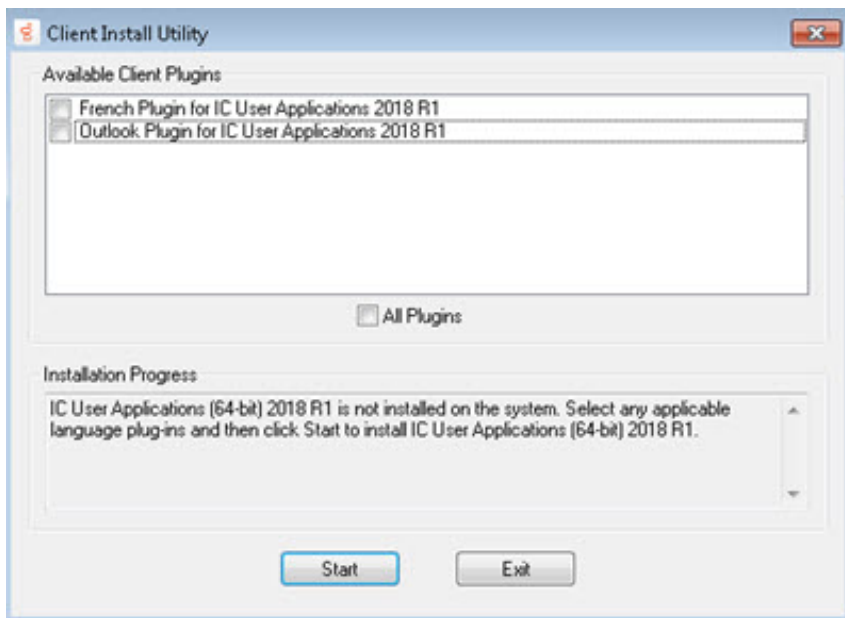 Client Install Utility
Available Client Plugins
French Plugin for IC User Applications 2018 R1
Outlook Plugin for IC User Applications 2018 R1
All Plugins
Installation Progress
IC User Applications (64-bit) 2018 R1 is not installed on the system. Select any applicable
language plug-ins and then click Start to install IC User Applications (64-bit) 2018 R1.
Start
Exit